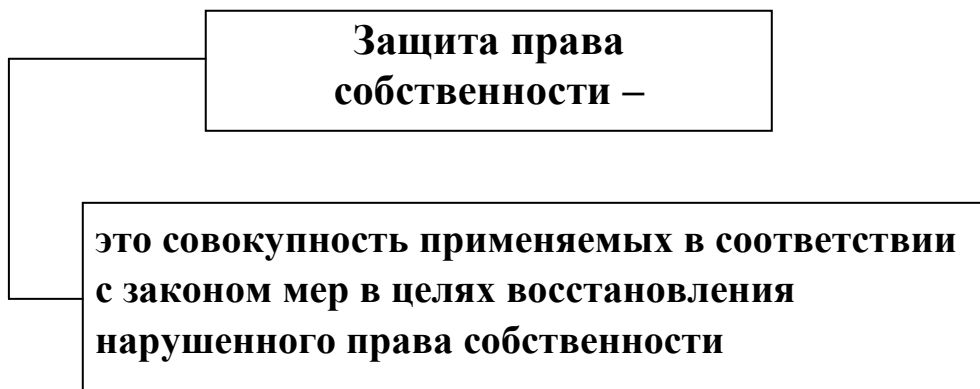 Защита права
собственности –
это совокупность применяемых в соответствии
с законом мер в целях восстановления
нарушенного права собственности